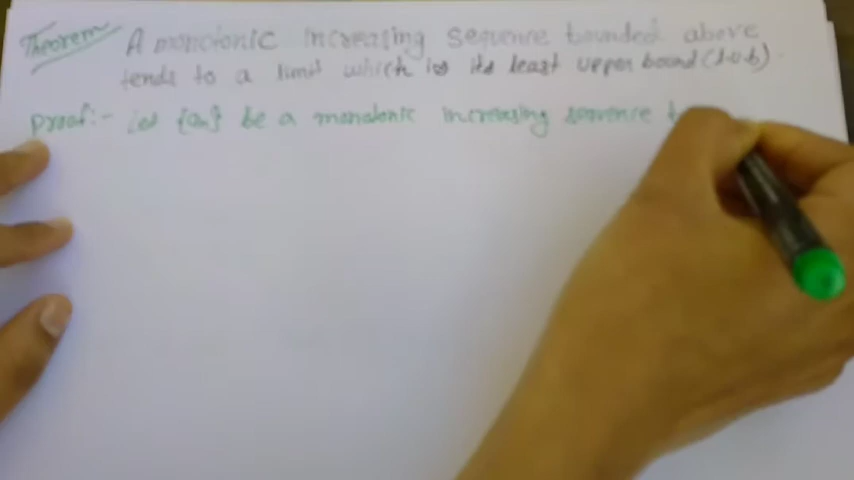 Theorem A monotonic increasing sequence bounded above
tends to a limit which is its least upper bound (l.u.b).
Proof:- let {an} be a monotonic increasing sequence